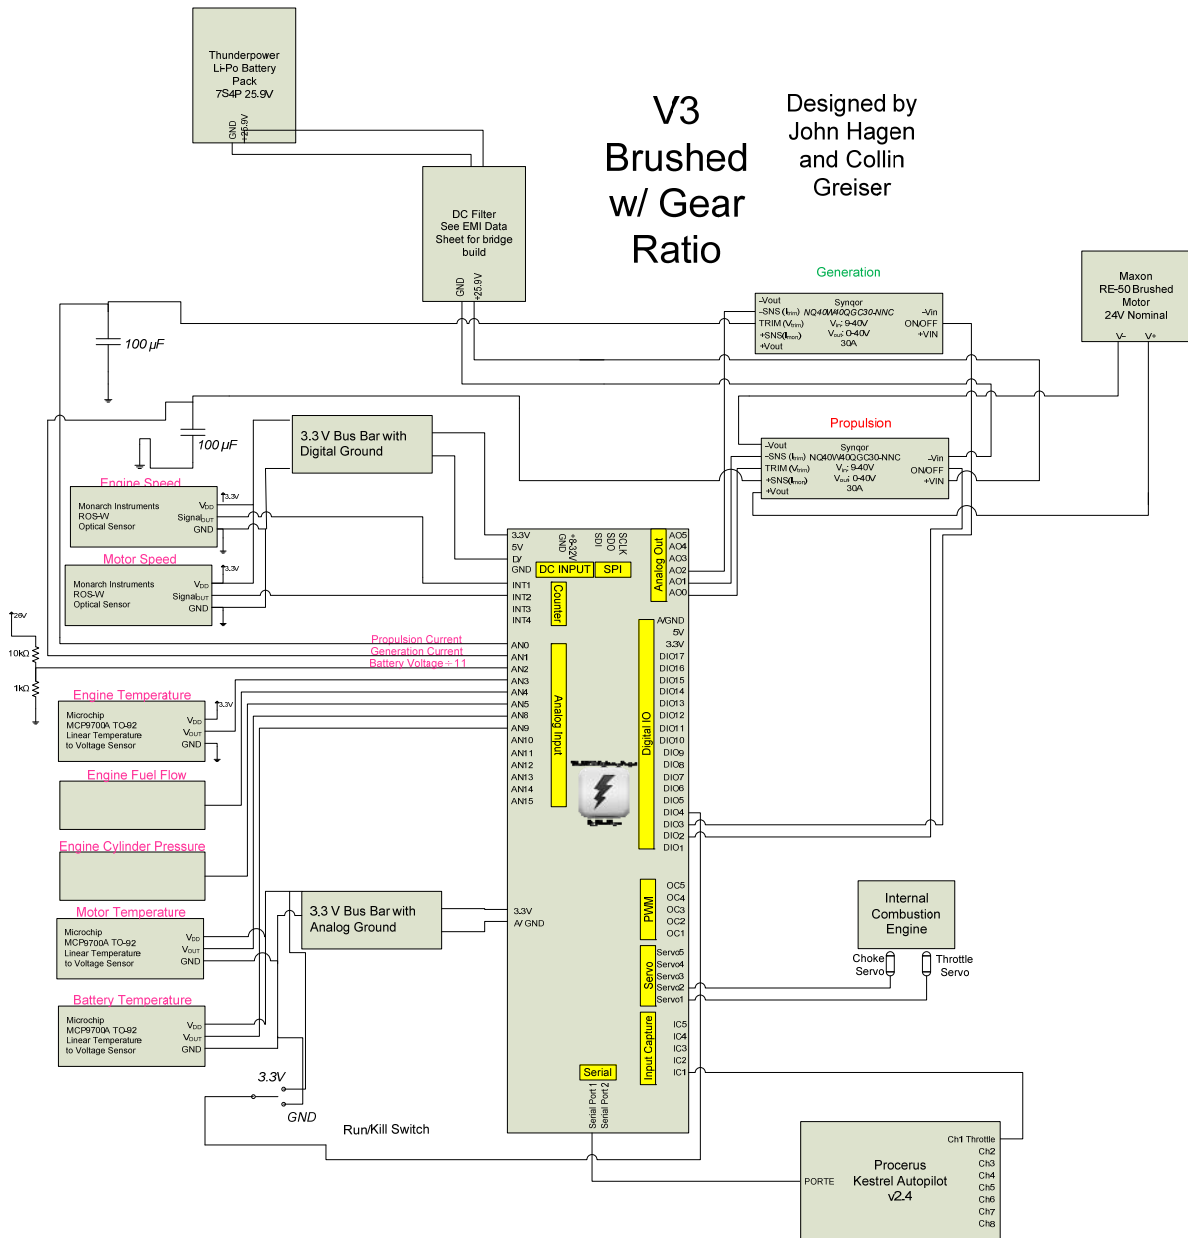 Thunderpower
Li-Po Battery
Pack
7S4P 25.9V
GND
+25.9V
V3
Brushed
w/ Gear
Ratio
Designed by
John Hagen
and Collin
Greiser
DC Filter
See EMI Data
Sheet for bridge
build
GND
+25.9V
Generation
-Vout
-SNS (Itrim)
TRIM (Vtrim)
+SNS(Imon)
+Vout
Synqor
NQ40W40QGC30-NNC
Vin: 9-40V
Vout: 0-40V
30A
-Vin
ON/OFF
+VIN
Maxon
RE-50 Brushed
Motor
24V Nominal
V-
V+
100 µF
100 µF
Propulsion
-Vout
-SNS (Itrim)
TRIM (Vtrim)
+SNS(Imon)
+Vout
Synqor
NQ40W40QGC30-NNC
Vin: 9-40V
Vout: 0-40V
30A
-Vin
ON/OFF
+VIN
3.3V Bus Bar with
Digital Ground
Engine Speed
Monarch Instruments
ROS-W
Optical Sensor
VDD
SignalOUT
GND
3.3V
Motor Speed
Monarch Instruments
ROS-W
Optical Sensor
VDD
SignalOUT
GND
3.3V
26V
10kΩ
1kΩ
Propulsion Current
Generation Current
Battery Voltage÷11
Engine Temperature
Microchip
MCP9700A TO-92
Linear Temperature
to Voltage Sensor
VDD
VOUT
GND
3.3V
Engine Fuel Flow
Engine Cylinder Pressure
Motor Temperature
Microchip
MCP9700A TO-92
Linear Temperature
to Voltage Sensor
VDD
VOUT
GND
Battery Temperature
Microchip
MCP9700A TO-92
Linear Temperature
to Voltage Sensor
VDD
VOUT
GND
3.3V Bus Bar with
Analog Ground
3.3V
GND
Run/Kill Switch
3.3V
5V
D/
GND
INT1
INT2
INT3
INT4
AN0
AN1
AN2
AN3
AN4
AN5
AN8
AN9
AN10
AN11
AN12
AN13
AN14
AN15
3.3V
A/ GND
GND
+8-32V
SDI
SDO
SCLK
DC INPUT
SPI
Counter
Analog Input
Analog Out
AO5
AO4
AO3
AO2
AO1
AO0
Digital IO
A/GND
5V
3.3V
DIO17
DIO16
DIO15
DIO14
DIO13
DIO12
DIO11
DIO10
DIO9
DIO8
DIO7
DIO6
DIO5
DIO4
DIO3
DIO2
DIO1
PWM
OC5
OC4
OC3
OC2
OC1
Servo
Servo5
Servo4
Servo3
Servo2
Servo1
Input Capture
IC5
IC4
IC3
IC2
IC1
Serial
Serial Port 1
Serial Port 2
Internal
Combustion
Engine
Choke
Servo
Throttle
Servo
Procerus
Kestrel Autopilot
v2.4
PORTE
Ch1 Throttle
Ch2
Ch3
Ch4
Ch5
Ch6
Ch7
Ch8